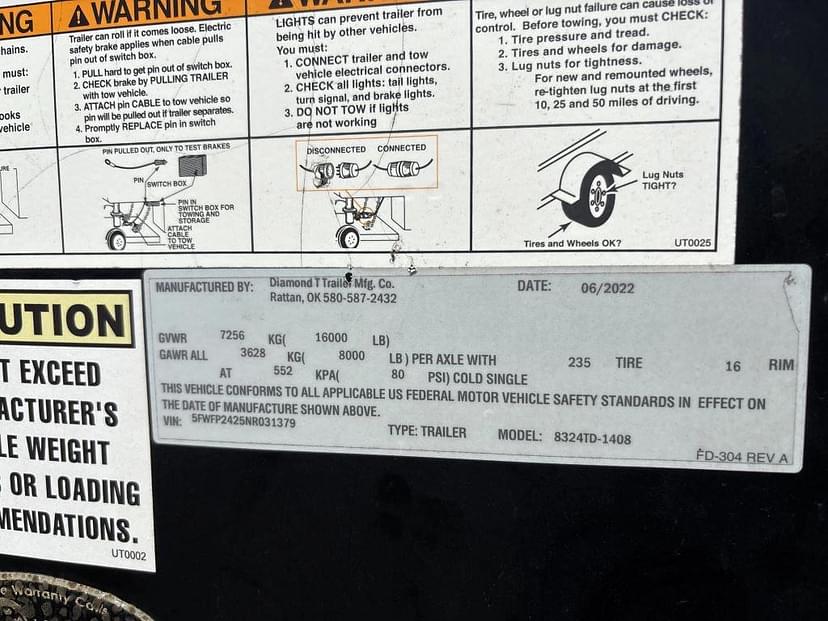 NG
hains.
must:
trailer
ooks
vehicle
WARNING
Trailer can roll if it comes loose. Electric
safety brake applies when cable pulls
pin out of switch box.
1. PULL hard to get pin out of switch box.
2. CHECK brake by PULLING TRAILER
with tow vehicle.
3. ATTACH pin CABLE to tow vehicle so
pin will be pulled out if trailer separates.
4. Promptly REPLACE pin in switch
box.
PIN PULLED OUT, ONLY TO TEST BRAKES
PIN
SWITCH BOX
PIN IN
SWITCH BOX FOR
TOWING AND
STORAGE
ATTACH
CABLE
TO TOW
VEHICLE
LIGHTS can prevent trailer from
being hit by other vehicles.
You must:
1. CONNECT trailer and tow
vehicle electrical connectors.
2. CHECK all lights: tail lights,
turn signal, and brake lights.
3. DO NOT TOW if lights
are not working
DISCONNECTED CONNECTED
Tire, wheel or lug nut failure can cause loss of
control. Before towing, you must CHECK:
1. Tire pressure and tread.
2. Tires and wheels for damage.
3. Lug nuts for tightness.
For new and remounted wheels,
re-tighten lug nuts at the first
10, 25 and 50 miles of driving.
Lug Nuts
TIGHT?
Tires and Wheels OK?
UT0025
UTION
T EXCEED
ACTURER'S
LE WEIGHT
OR LOADING
MENDATIONS.
UT0002
MANUFACTURED BY: Diamond T Trailer Mfg. Co. DATE: 06/2022
Rattan, OK 580-587-2432
GVWR 7256 KG( 16000 LB)
GAWR ALL 3628 KG( 8000 LB ) PER AXLE WITH 235 TIRE 16 RIM
AT 552 KPA( 80 PSI) COLD SINGLE
THIS VEHICLE CONFORMS TO ALL APPLICABLE US FEDERAL MOTOR VEHICLE SAFETY STANDARDS IN EFFECT ON
THE DATE OF MANUFACTURE SHOWN ABOVE.
VIN: 5FWFP2425NR031379 TYPE: TRAILER MODEL: 8324TD-1408
FD-304 REV A
Warranty Calls